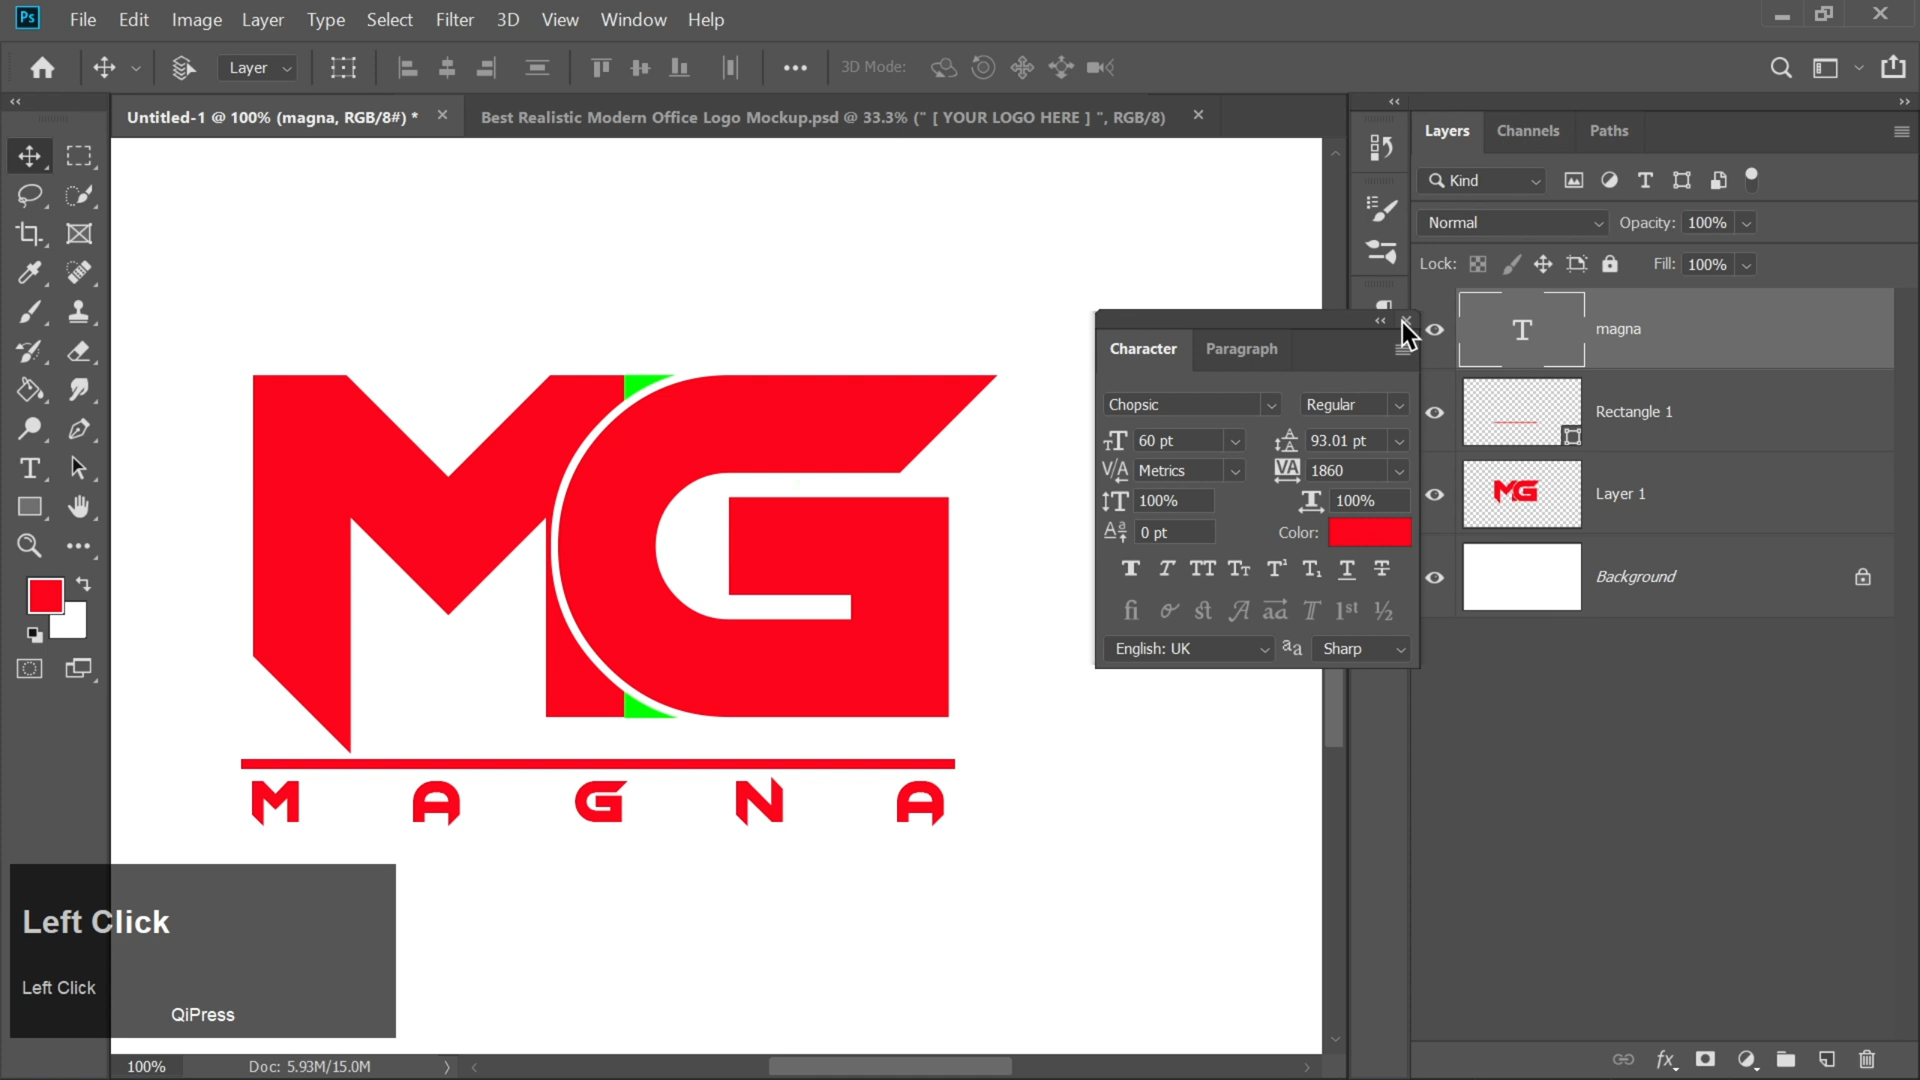 Ps File Edit Image Layer Type Select Filter 3D View Window Help
Layer 3D Mode:
Untitled-1 @ 100% (magna, RGB/8#) * Best Realistic Modern Office Logo Mockup.psd @ 33.3% (" [ YOUR LOGO HERE ] ", RGB/8)
Layers Channels Paths
Kind
Normal Opacity: 100%
Lock: Fill: 100%
magna
Rectangle 1
MG
Layer 1
Background
Character Paragraph
Chopsic Regular
60 pt 93.01 pt
Metrics 1860
100% 100%
0 pt Color:
English: UK Sharp
MG
MAGNA
Left Click
Left Click
QiPress
100% Doc: 5.93M/15.0M